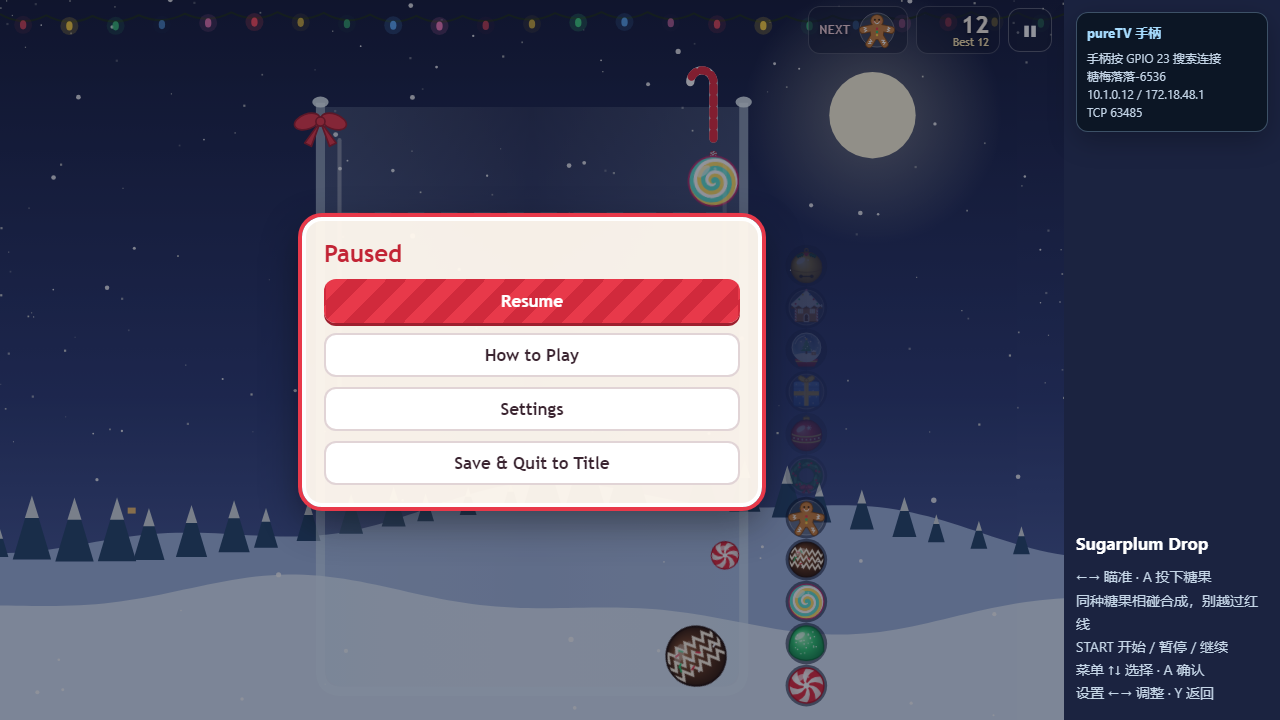 NEXT
12
Best 12
Paused
Resume
How to Play
Settings
Save & Quit to Title
pureTV 手柄
手柄按 GPIO 23 搜索连接
糖梅落落-6536
10.1.0.12 / 172.18.48.1
TCP 63485
Sugarplum Drop
←→ 瞄准 · A 投下糖果
同种糖果相碰合成，别越过红
线
START 开始 / 暂停 / 继续
菜单 ↑↓ 选择 · A 确认
设置 ←→ 调整 · Y 返回